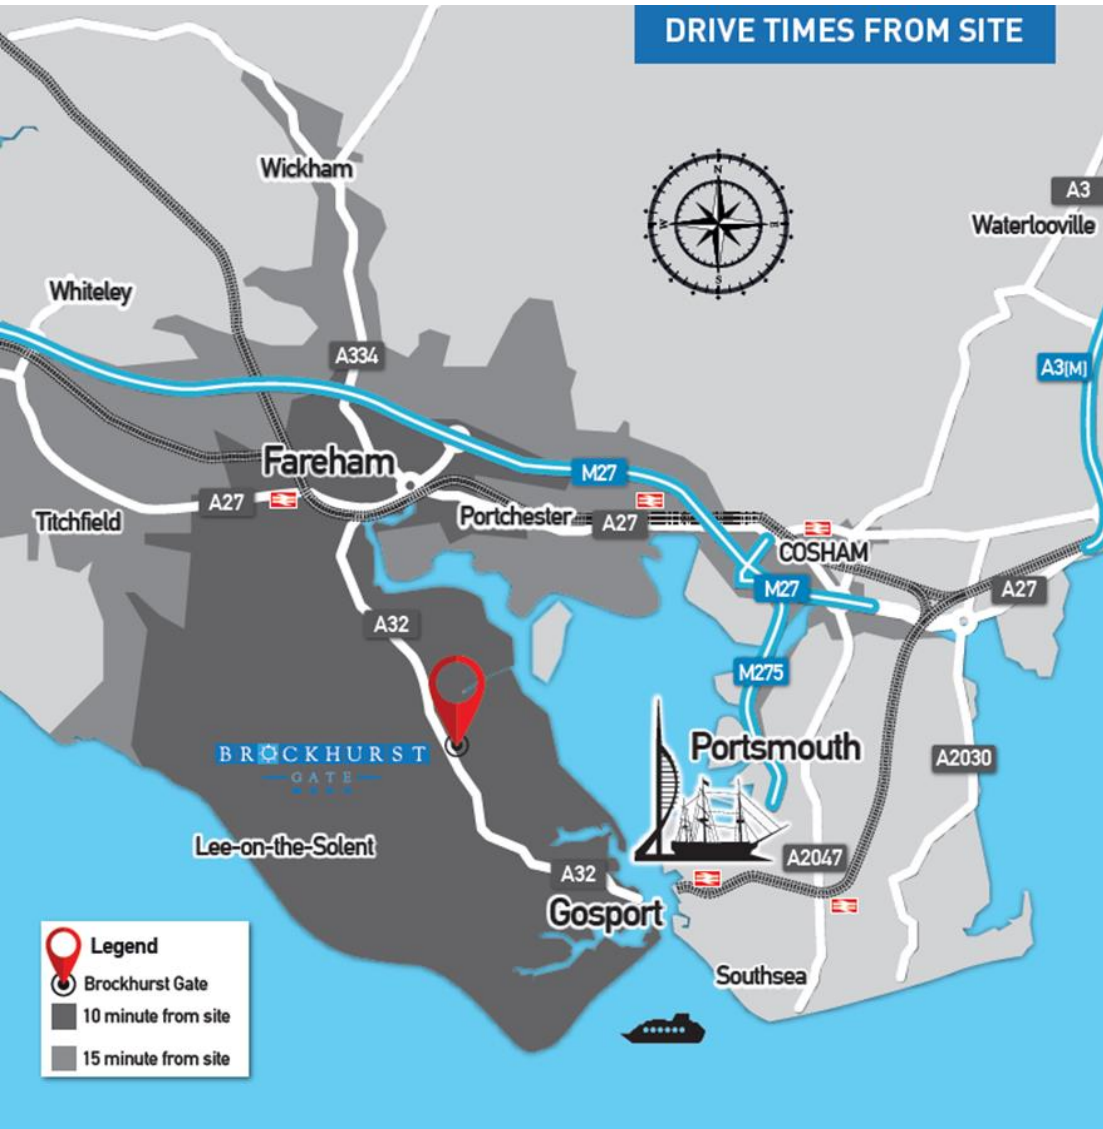 DRIVE TIMES FROM SITE
Wickham
N
W
E
S
A3
Waterlooville
Whiteley
A334
A3(M)
Fareham
M27
A27
Titchfield
Portchester
A27
COSHAM
M27
A27
A32
M275
BROCKHURST
GATE
Portsmouth
A2030
Lee-on-the-Solent
A32
A2047
Gosport
Southsea
Legend
Brockhurst Gate
10 minute from site
15 minute from site